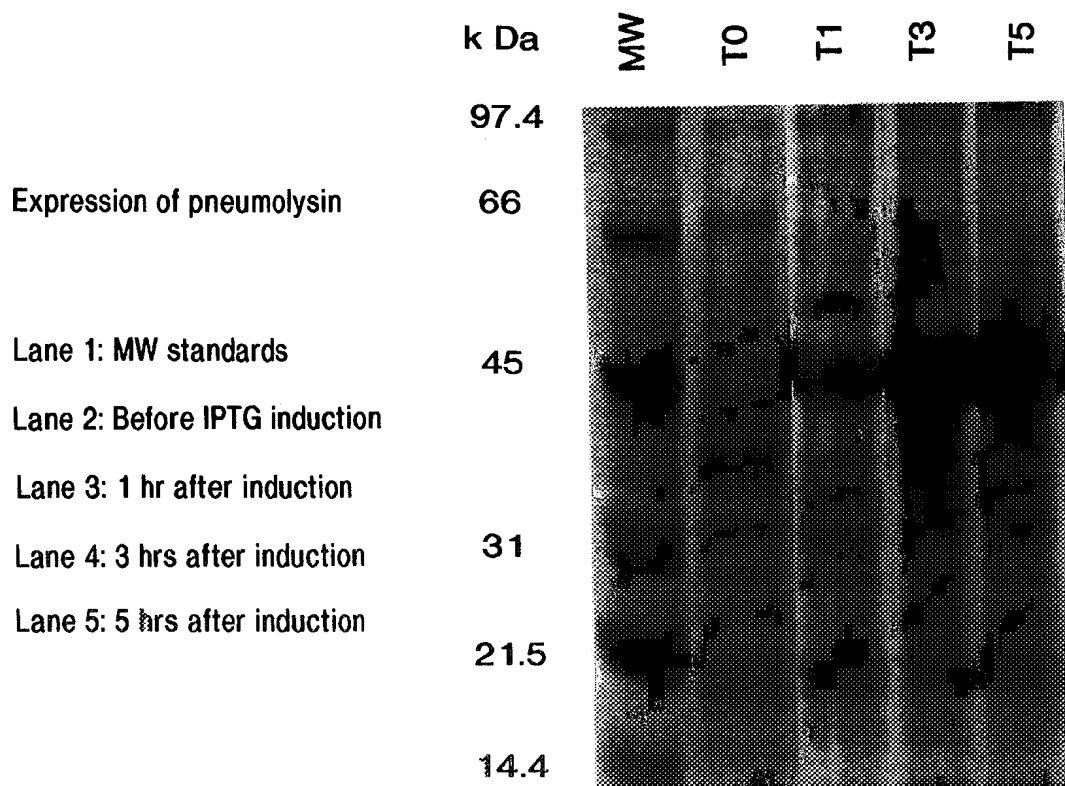 k Da
MW
T0
T1
T3
T5
97.4
Expression of pneumolysin
66
Lane 1: MW standards
45
Lane 2: Before IPTG induction
Lane 3: 1 hr after induction
31
Lane 4: 3 hrs after induction
Lane 5: 5 hrs after induction
21.5
14.4